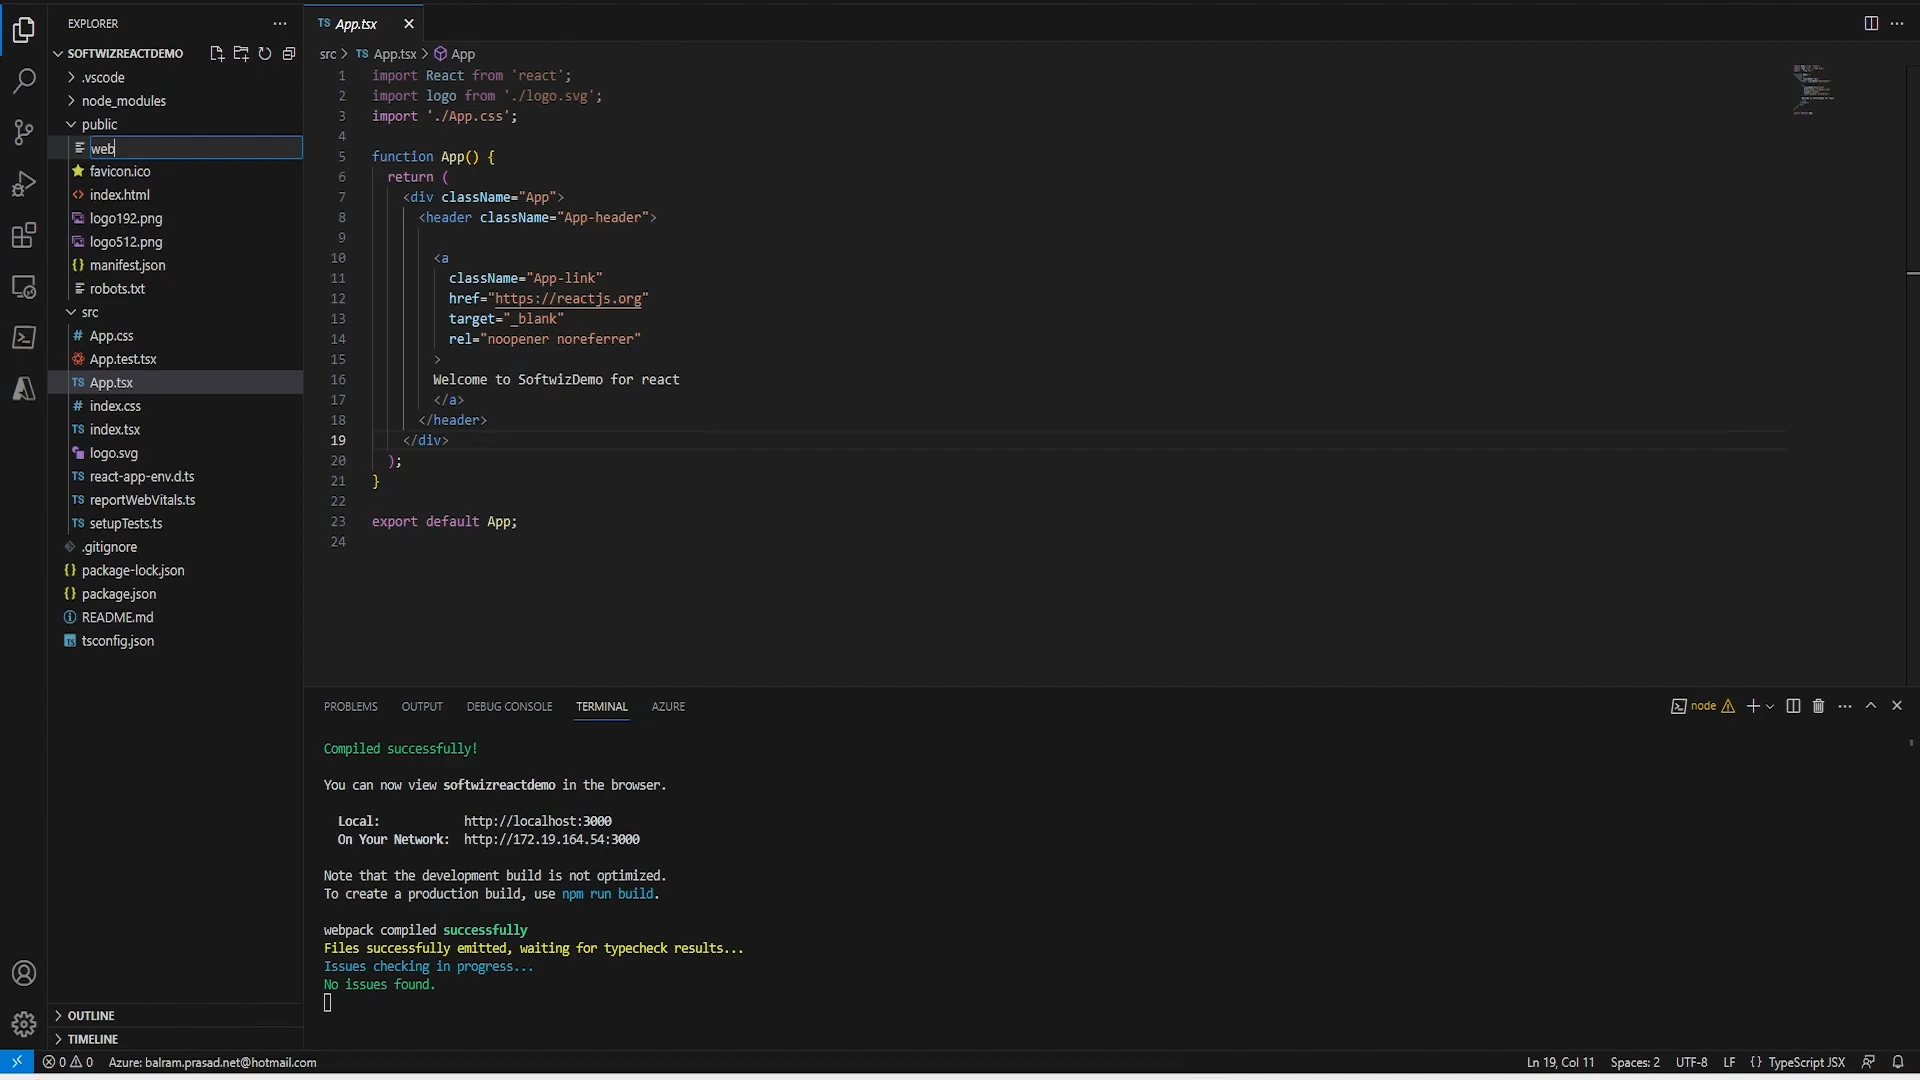 EXPLORER
SOFTWIZREACTDEMO
.vscode
node_modules
public
web
favicon.ico
index.html
logo192.png
logo512.png
manifest.json
robots.txt
src
App.css
App.test.tsx
App.tsx
index.css
index.tsx
logo.svg
react-app-env.d.ts
reportWebVitals.ts
setupTests.ts
.gitignore
package-lock.json
package.json
README.md
tsconfig.json
OUTLINE
TIMELINE
TS App.tsx
src > TS App.tsx > App
1 import React from 'react';
2 import logo from './logo.svg';
3 import './App.css';
4
5 function App() {
6 return (
7 <div className="App">
8 <header className="App-header">
9
10 <a
11 className="App-link"
12 href="https://reactjs.org"
13 target="_blank"
14 rel="noopener noreferrer"
15 >
16 Welcome to SoftwizDemo for react
17 </a>
18 </header>
19 </div>
20 );
21 }
22
23 export default App;
24
PROBLEMS OUTPUT DEBUG CONSOLE TERMINAL AZURE
node
Compiled successfully!
You can now view softwizreactdemo in the browser.
Local: http://localhost:3000
On Your Network: http://172.19.164.54:3000
Note that the development build is not optimized.
To create a production build, use npm run build.
webpack compiled successfully
Files successfully emitted, waiting for typecheck results...
Issues checking in progress...
No issues found.
0 0 Azure: balram.prasad.net@hotmail.com Ln 19, Col 11 Spaces: 2 UTF-8 LF {} TypeScript JSX